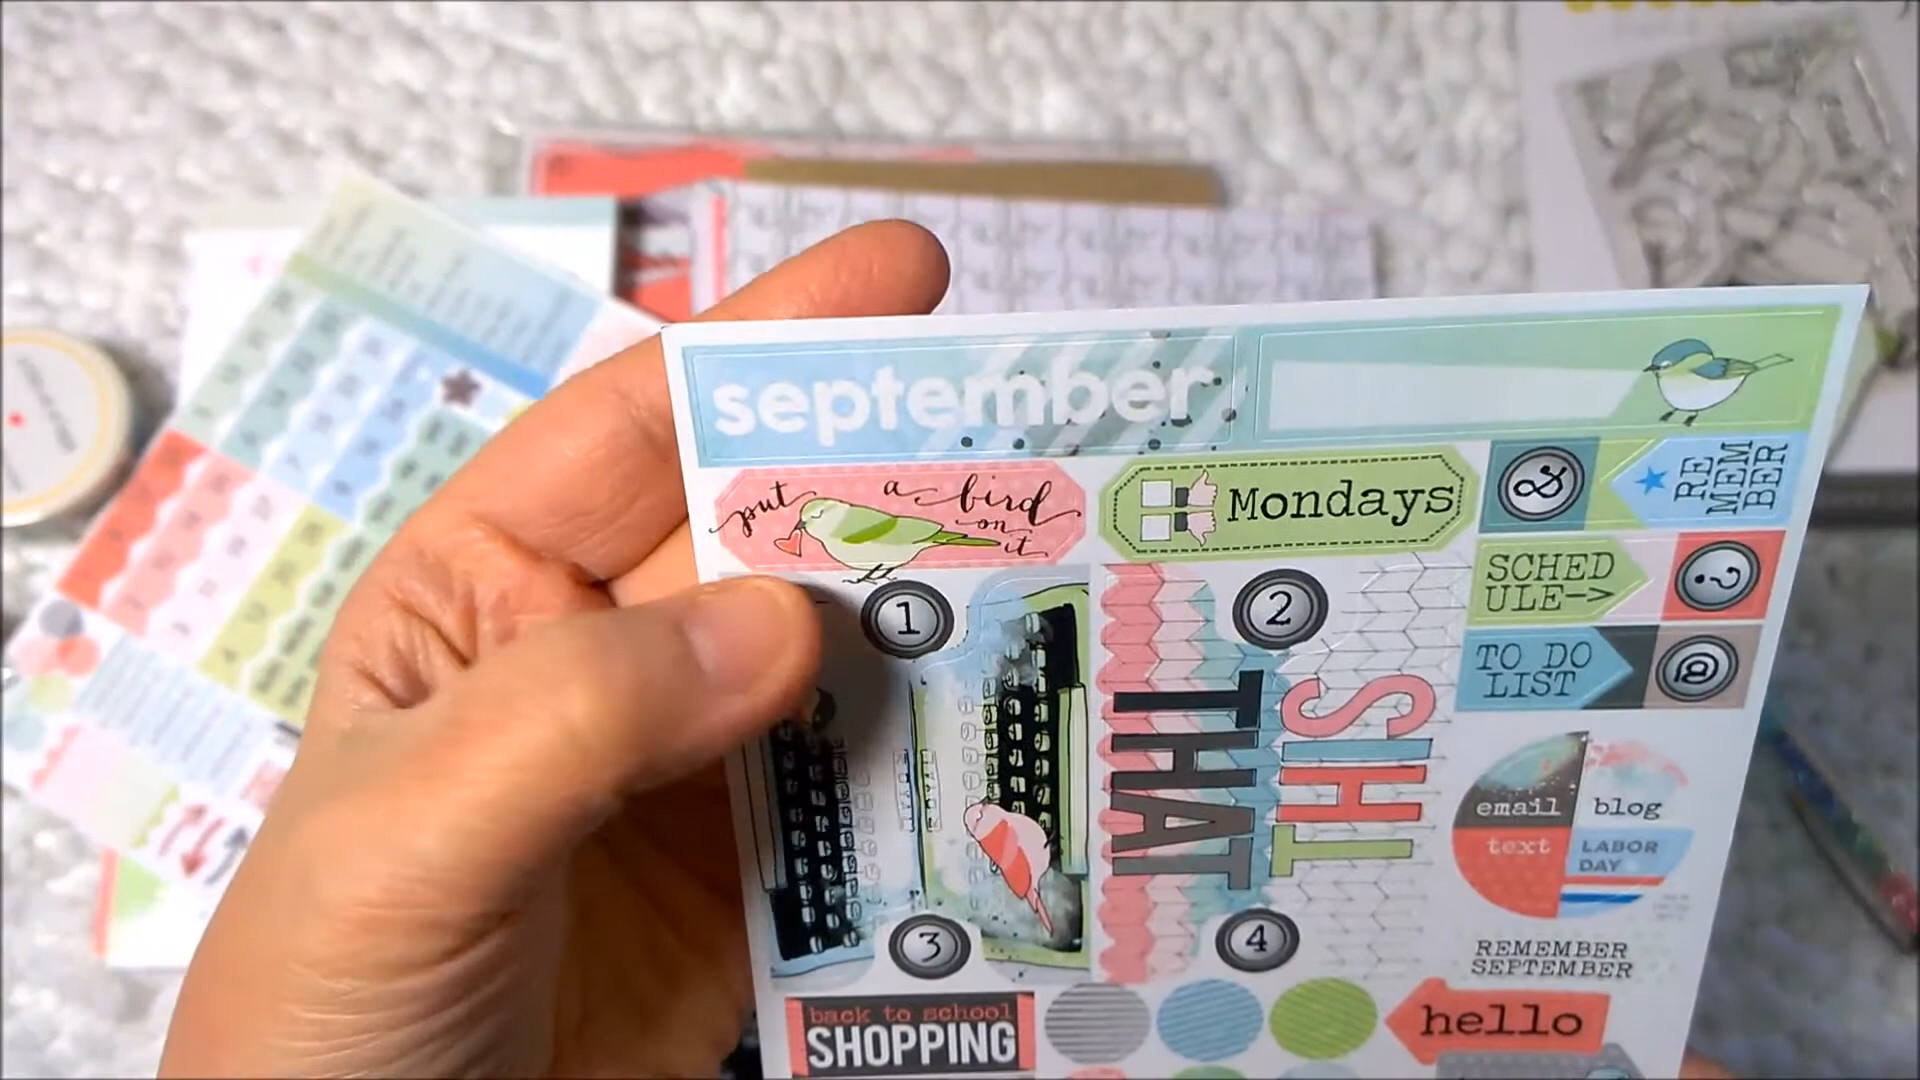 september
put a bird on it
Mondays
&
RE
MEM
BER
SCHED
ULE->
?
TO DO
LIST
@
1
2
THAT
THIS
email
blog
text
LABOR
DAY
3
4
REMEMBER
SEPTEMBER
back to school
SHOPPING
hello